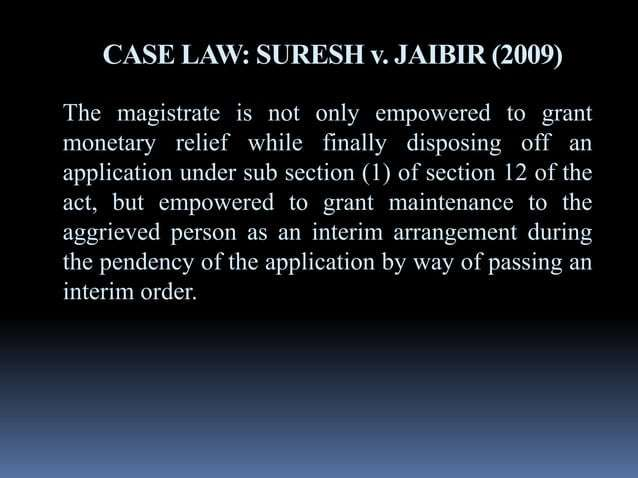 CASE LAW: SURESH v. JAIBIR (2009)
The magistrate is not only empowered to grant
monetary relief while finally disposing off an
application under sub section (1) of section 12 of the
act, but empowered to grant maintenance to the
aggrieved person as an interim arrangement during
the pendency of the application by way of passing an
interim order.